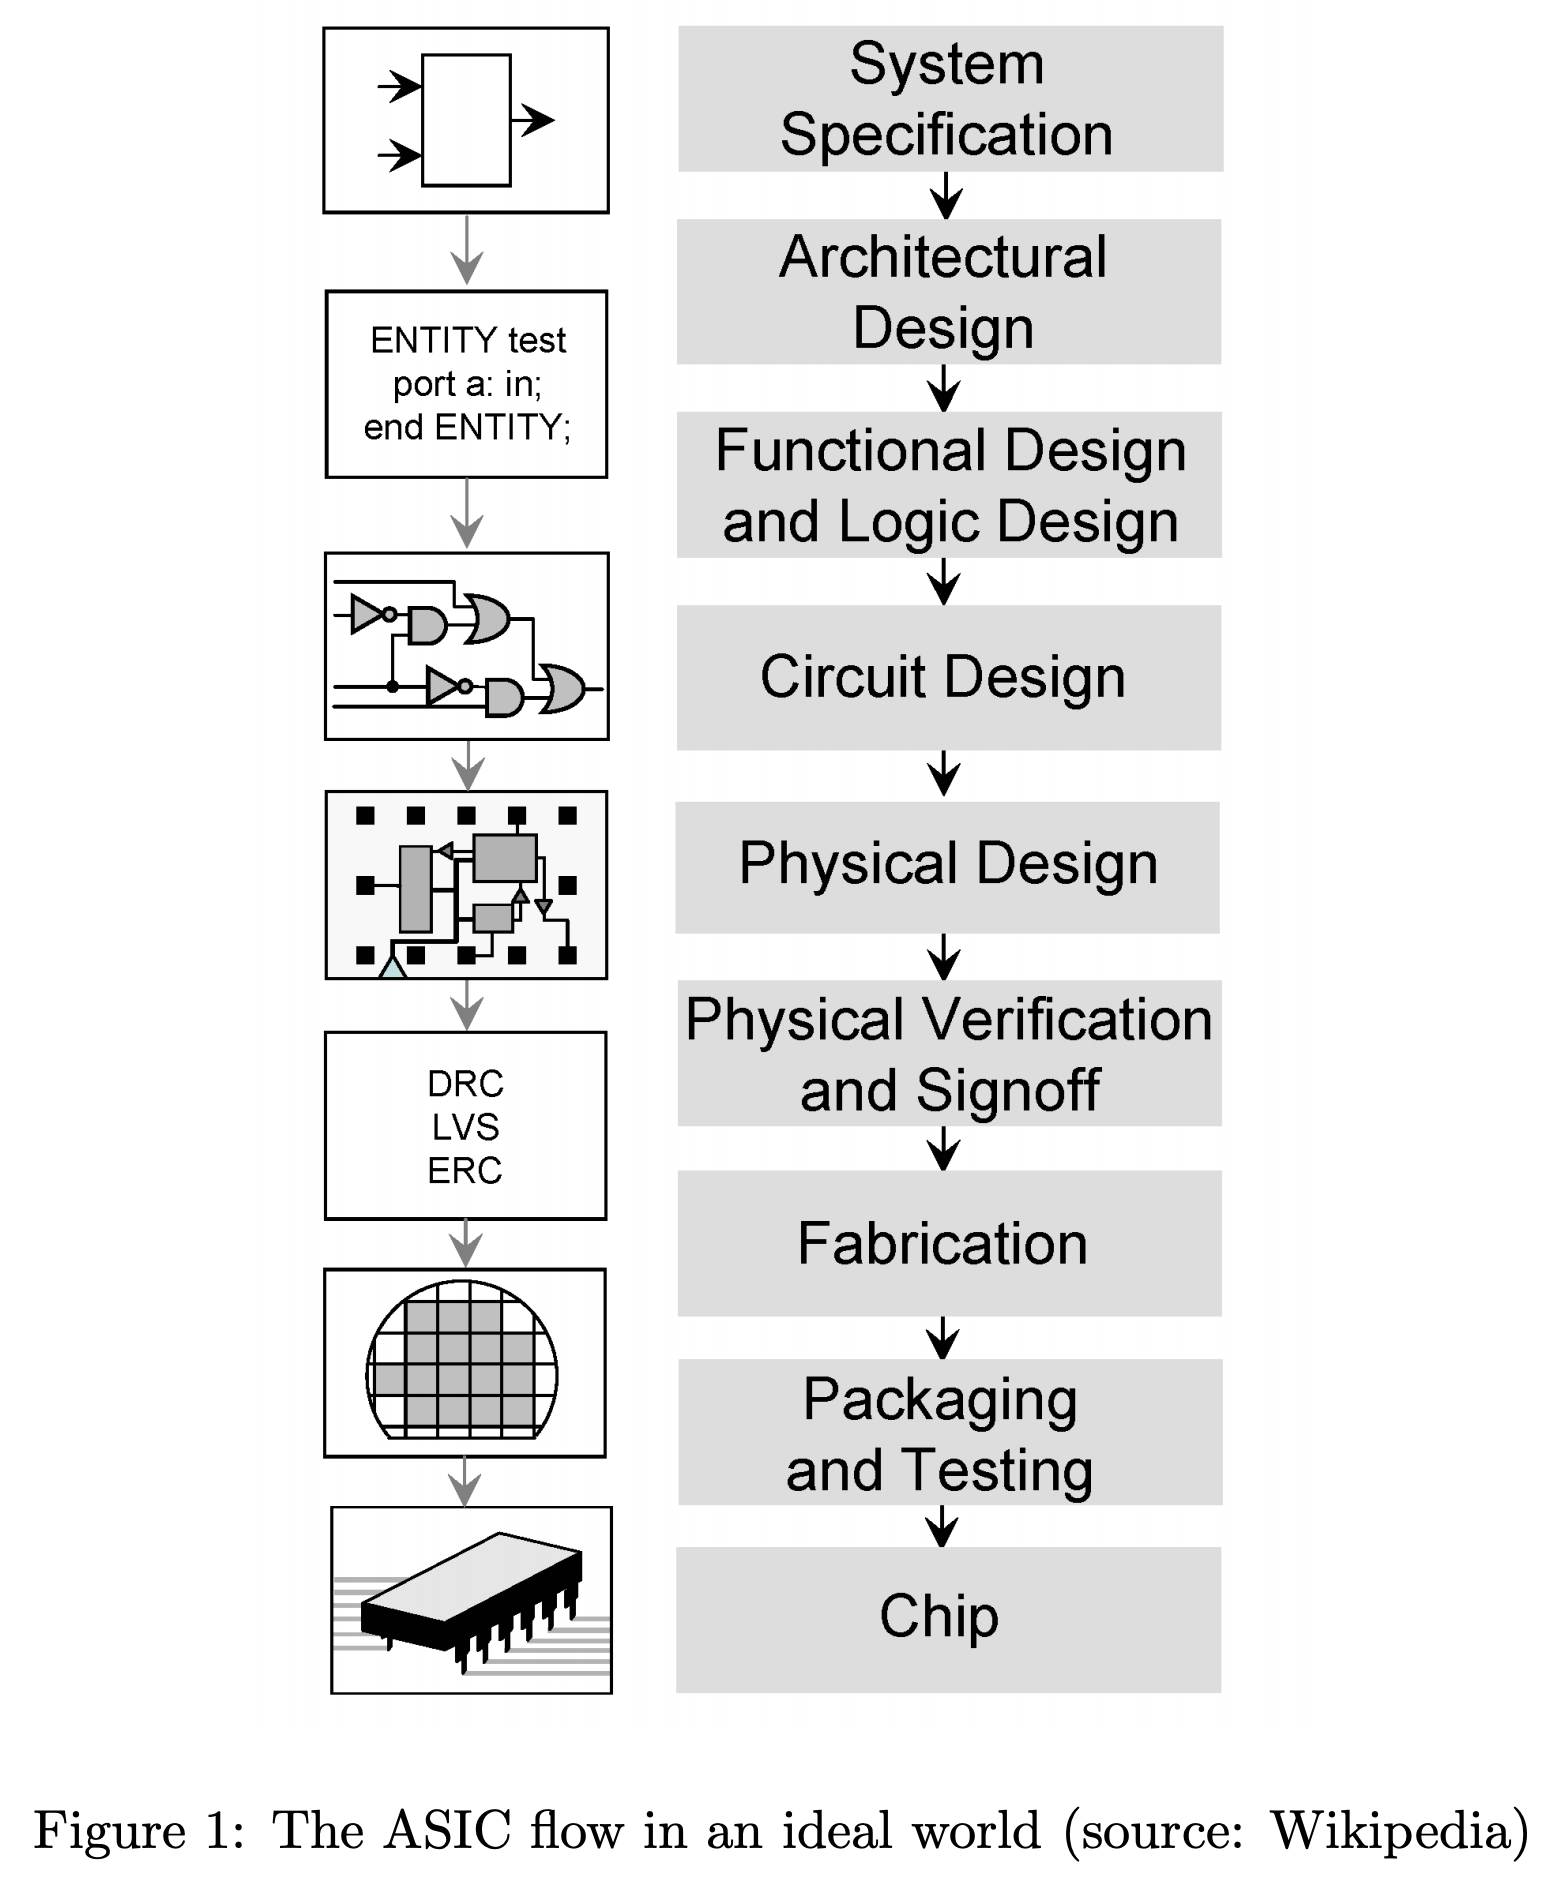 System
Specification
Architectural
Design
ENTITY test
port a: in;
end ENTITY;
Functional Design
and Logic Design
Circuit Design
Physical Design
DRC
LVS
ERC
Physical Verification
and Signoff
Fabrication
Packaging
and Testing
Chip
Figure 1: The ASIC flow in an ideal world (source: Wikipedia)